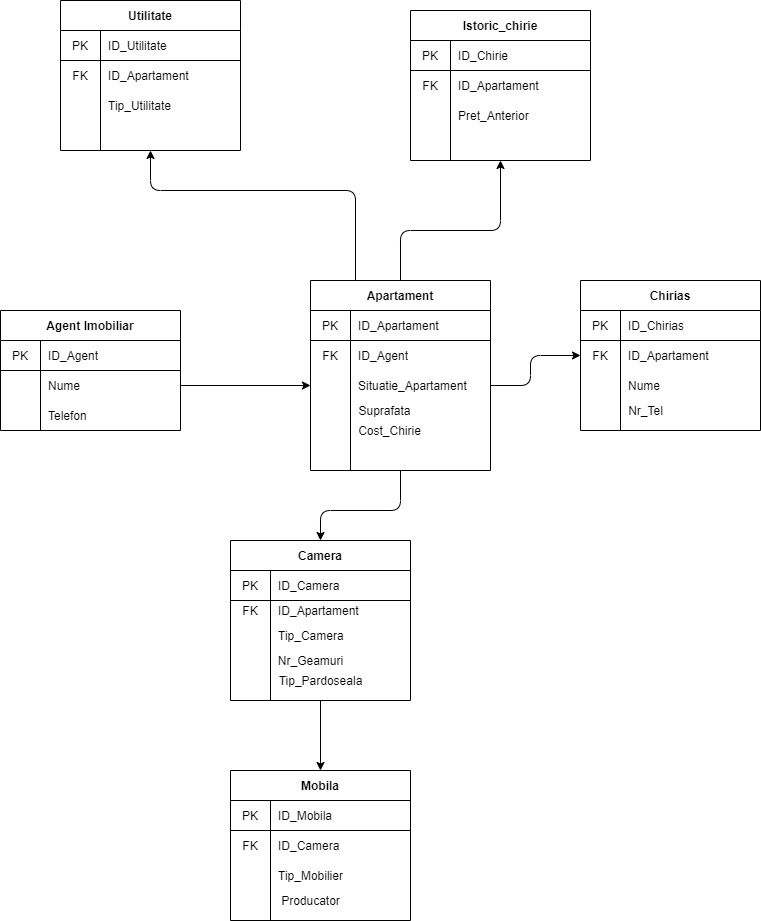 Utilitate
PK ID_Utilitate
FK ID_Apartament
Tip_Utilitate
Istoric_chirie
PK ID_Chirie
FK ID_Apartament
Pret_Anterior
Agent Imobiliar
PK ID_Agent
Nume
Telefon
Apartament
PK ID_Apartament
FK ID_Agent
Situatie_Apartament
Suprafata
Cost_Chirie
Chirias
PK ID_Chirias
FK ID_Apartament
Nume
Nr_Tel
Camera
PK ID_Camera
FK ID_Apartament
Tip_Camera
Nr_Geamuri
Tip_Pardoseala
Mobila
PK ID_Mobila
FK ID_Camera
Tip_Mobilier
Producator